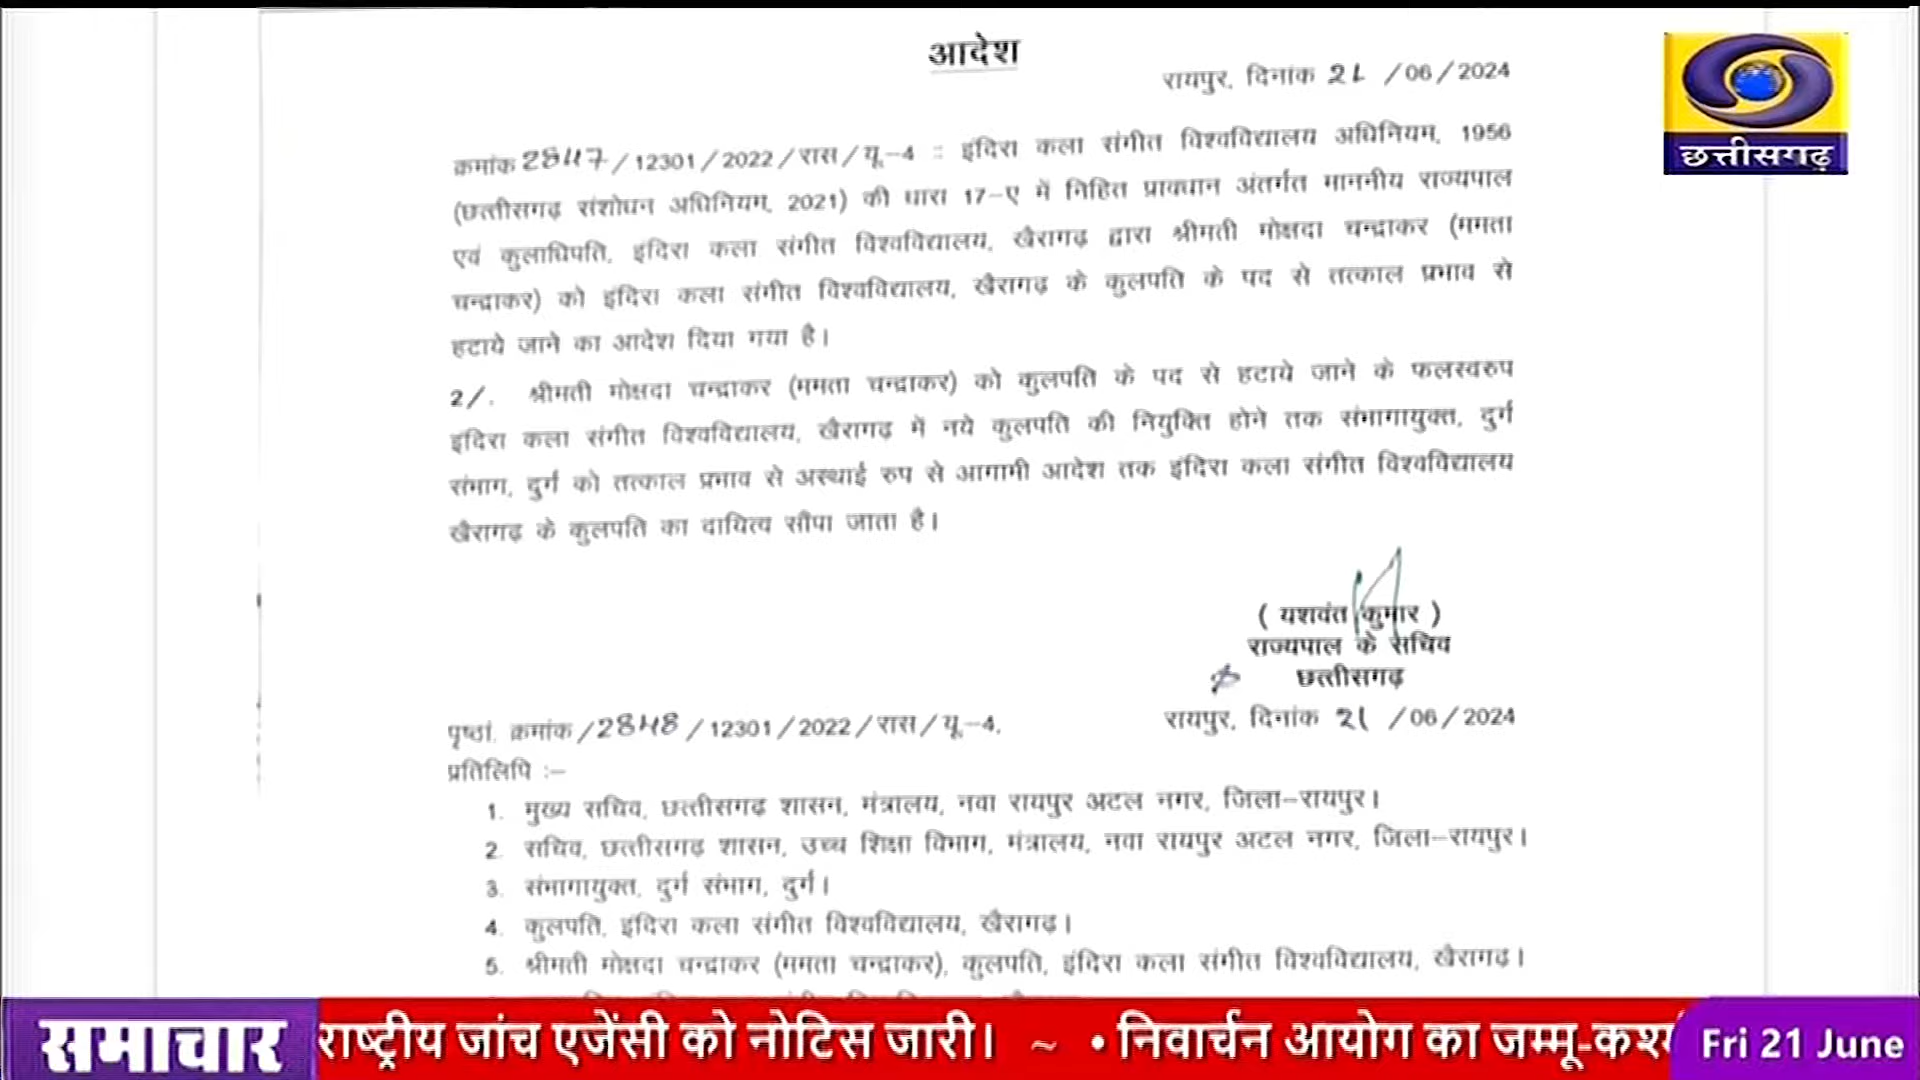 आदेश
रायपुर, दिनांक 21 /06/2024
छत्तीसगढ़
क्रमांक 2847/12301/2022/रास/यू-4 :: इंदिरा कला संगीत विश्वविद्यालय अधिनियम, 1956
(छत्तीसगढ़ संशोधन अधिनियम, 2021) की धारा 17-ए में निहित प्रावधान अंतर्गत माननीय राज्यपाल
एवं कुलाधिपति, इंदिरा कला संगीत विश्वविद्यालय, खैरागढ़ द्वारा श्रीमती मोक्षदा चन्द्राकर (ममता
चन्द्राकर) को इंदिरा कला संगीत विश्वविद्यालय, खैरागढ़ के कुलपति के पद से तत्काल प्रभाव से
हटाये जाने का आदेश दिया गया है।
2/. श्रीमती मोक्षदा चन्द्राकर (ममता चन्द्राकर) को कुलपति के पद से हटाये जाने के फलस्वरुप
इंदिरा कला संगीत विश्वविद्यालय, खैरागढ़ में नये कुलपति की नियुक्ति होने तक संभागायुक्त, दुर्ग
संभाग, दुर्ग को तत्काल प्रभाव से अस्थाई रुप से आगामी आदेश तक इंदिरा कला संगीत विश्वविद्यालय
खैरागढ़ के कुलपति का दायित्व सौंपा जाता है।
( यशवंत कुमार )
राज्यपाल के सचिव
छत्तीसगढ़
पृष्ठां. क्रमांक/2848/12301/2022/रास/यू-4,
रायपुर, दिनांक 21 /06/2024
प्रतिलिपि :-
1. मुख्य सचिव, छत्तीसगढ़ शासन, मंत्रालय, नवा रायपुर अटल नगर, जिला-रायपुर।
2. सचिव, छत्तीसगढ़ शासन, उच्च शिक्षा विभाग, मंत्रालय, नवा रायपुर अटल नगर, जिला-रायपुर।
3. संभागायुक्त, दुर्ग संभाग, दुर्ग।
4. कुलपति, इंदिरा कला संगीत विश्वविद्यालय, खैरागढ़।
5. श्रीमती मोक्षदा चन्द्राकर (ममता चन्द्राकर), कुलपति, इंदिरा कला संगीत विश्वविद्यालय, खैरागढ़।
समाचार राष्ट्रीय जांच एजेंसी को नोटिस जारी। ~ • निर्वाचन आयोग का जम्मू-कश्मी Fri 21 June